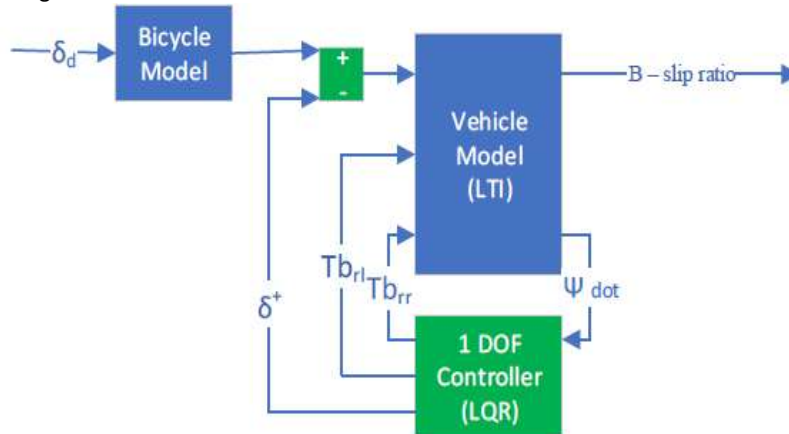 δd
Bicycle
Model
+
-
Vehicle
Model
(LTI)
B – slip ratio
Tbrl
Tbrr
δ+
Ψ dot
1 DOF
Controller
(LQR)